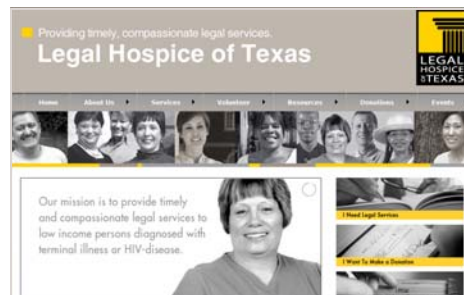 Providing timely, compassionate legal services.
Legal Hospice of Texas
LEGAL
HOSPICE
OF TEXAS
Home About Us Services Volunteer Resources Donations Events
Our mission is to provide timely
and compassionate legal services to
low income persons diagnosed with
terminal illness or HIV-disease.
I Need Legal Services
I Want To Make a Donation